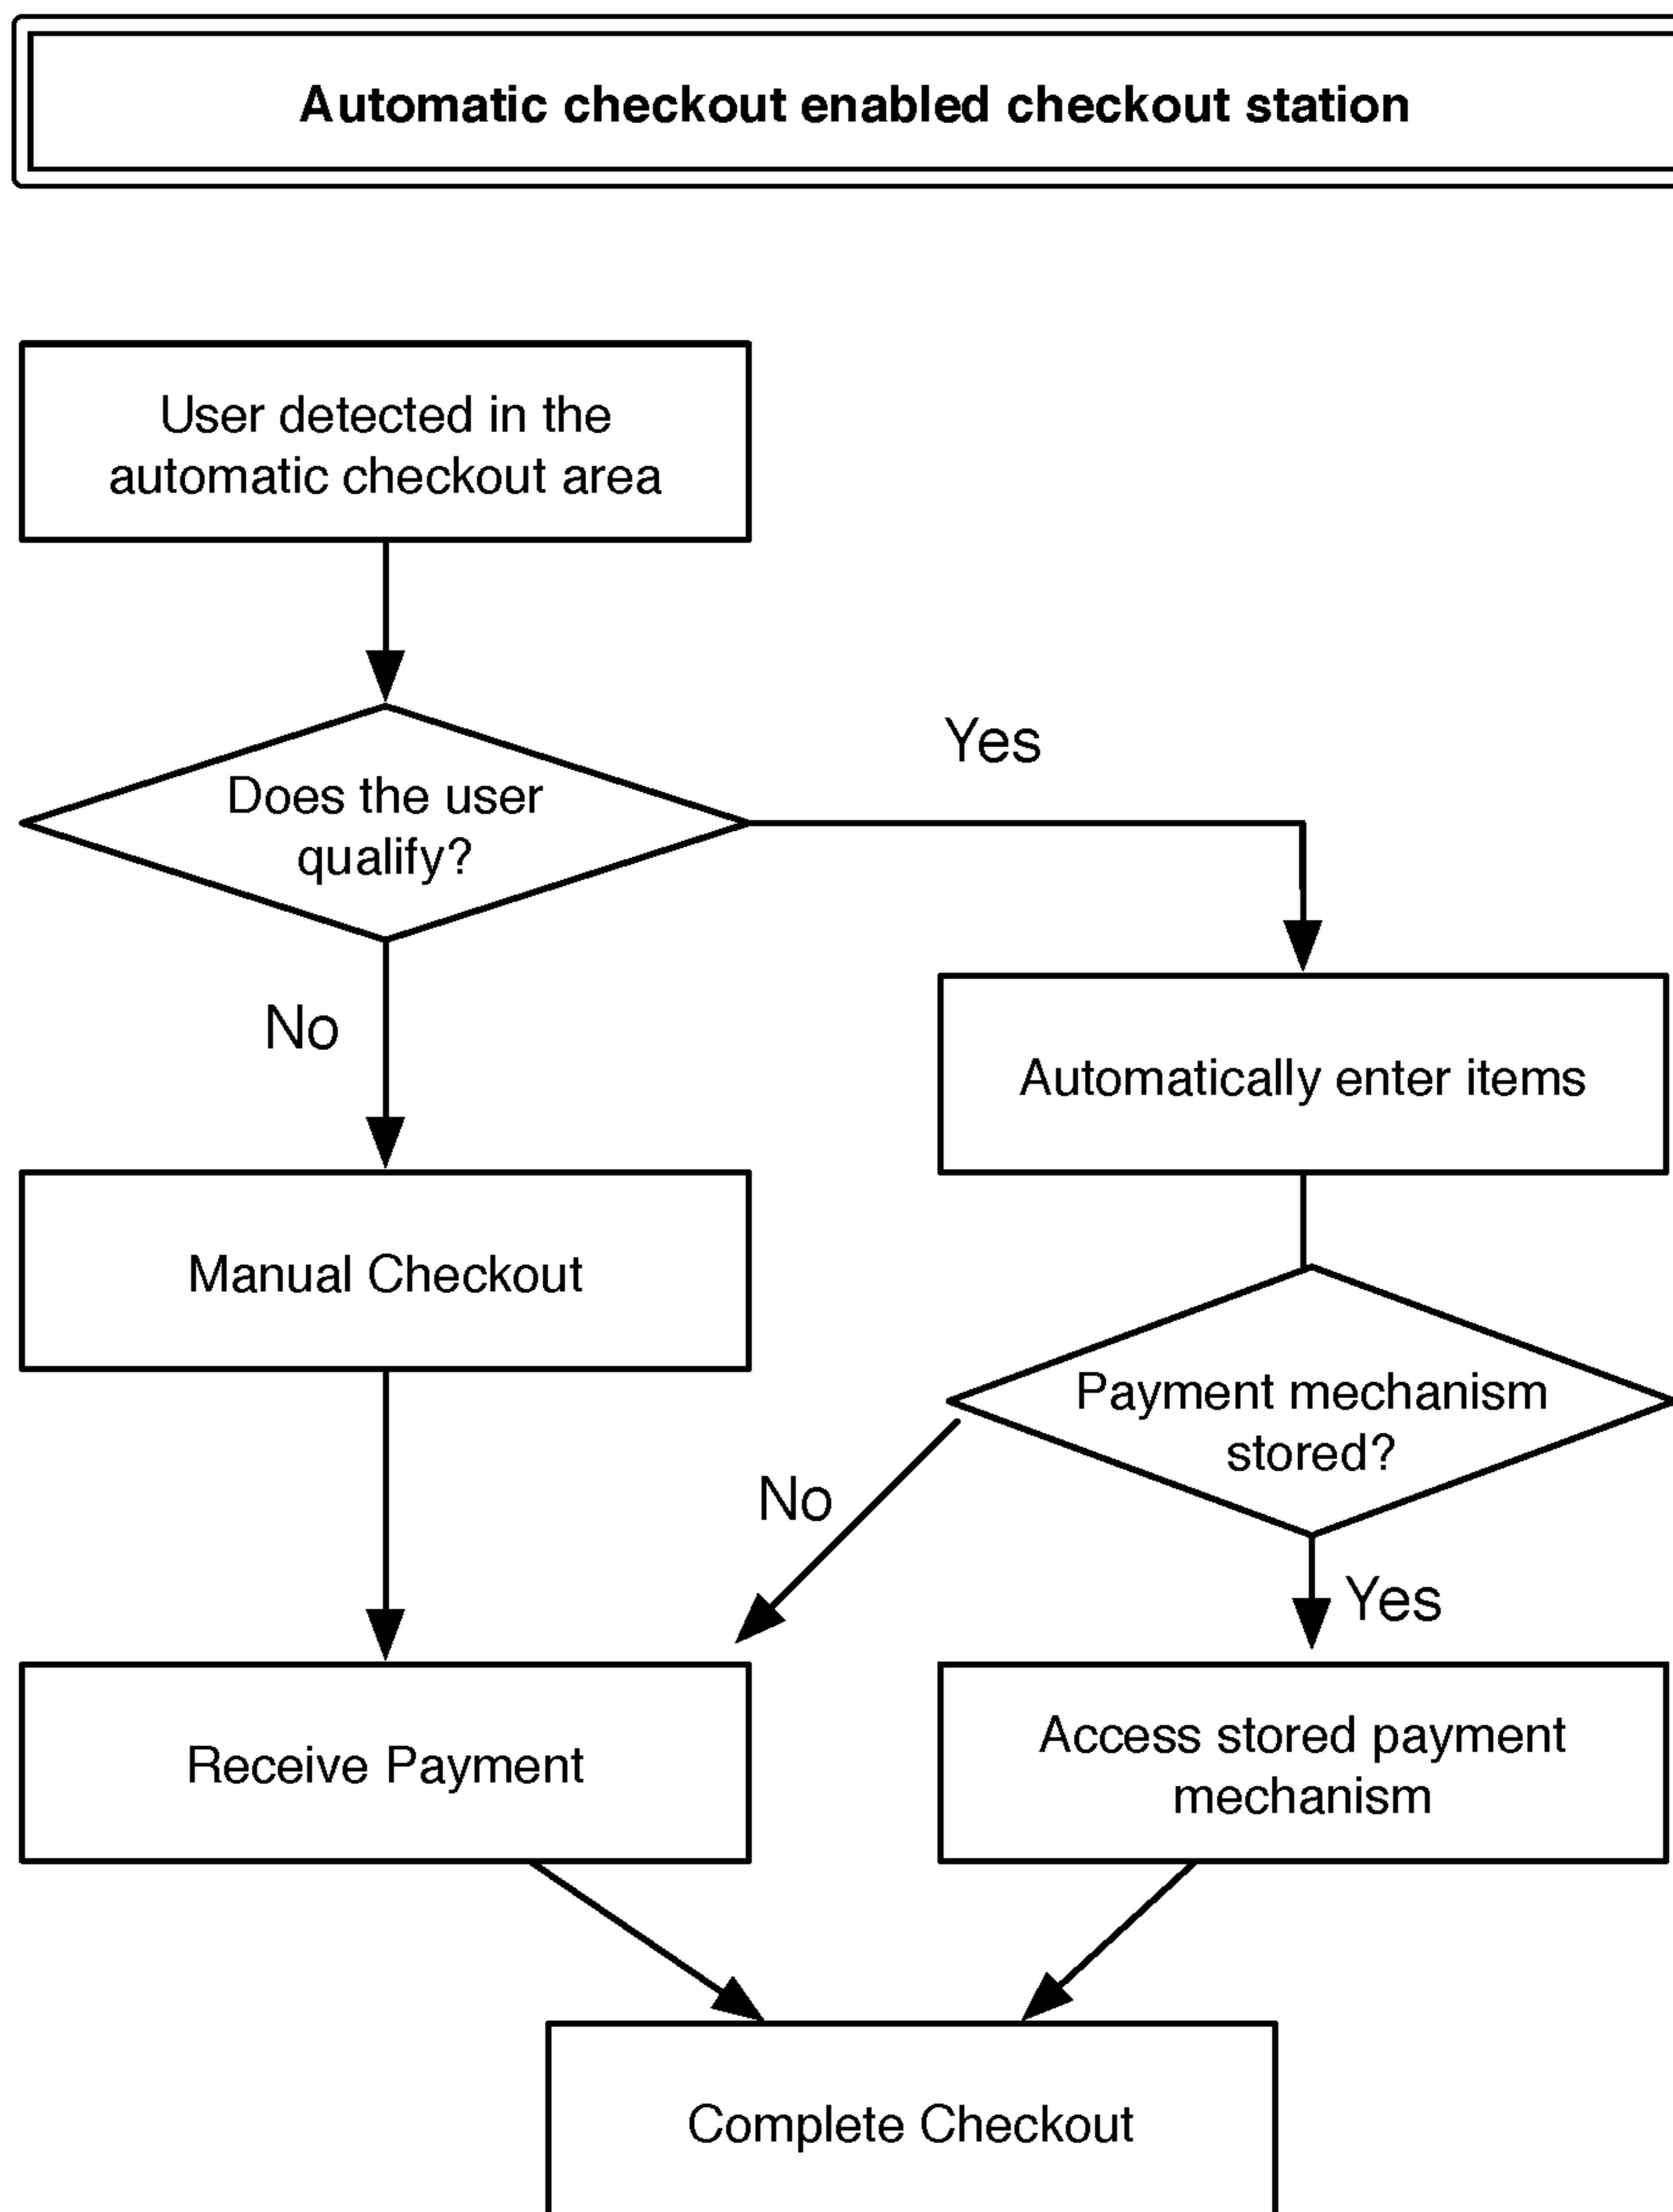 Automatic checkout enabled checkout station
User detected in the
automatic checkout area
Does the user
qualify?
Yes
No
Automatically enter items
Manual Checkout
Payment mechanism
stored?
No
Yes
Receive Payment
Access stored payment
mechanism
Complete Checkout